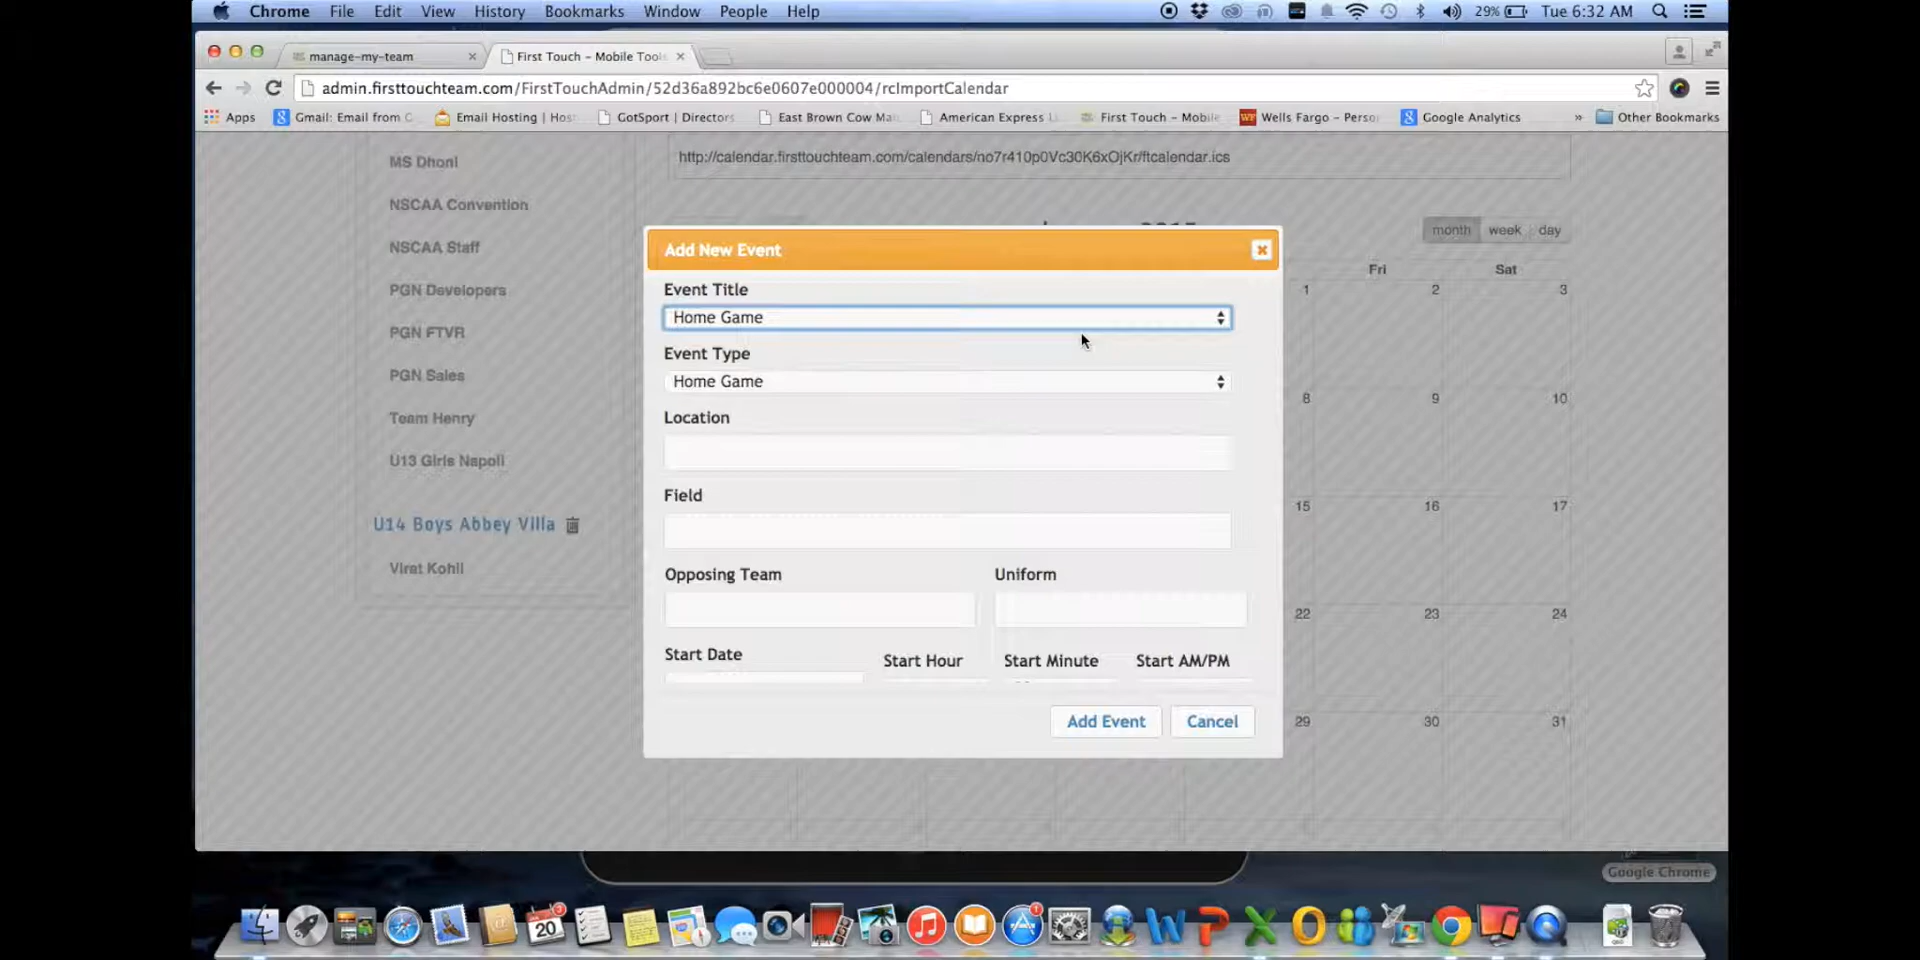 Chrome File Edit View History Bookmarks Window People Help 29% Tue 6:32 AM
manage-my-team First Touch – Mobile Tools
admin.firsttouchteam.com/FirstTouchAdmin/52d36a892bc6e0607e000004/rcImportCalendar
Apps Gmail: Email from Email Hosting | Hos GotSport | Directors East Brown Cow Ma American Express L First Touch – Mobile Wells Fargo – Perso Google Analytics » Other Bookmarks
MS Dhoni
NSCAA Convention
NSCAA Staff
PGN Developers
PGN FTVR
PGN Sales
Team Henry
U13 Girls Napoli
U14 Boys Abbey Villa
Virat Kohli
http://calendar.firsttouchteam.com/calendars/no7r410p0Vc30K6xOjKr/ftcalendar.ics
month week day
Fri Sat
1 2 3
8 9 10
15 16 17
22 23 24
29 30 31
Add New Event
Event Title
Home Game
Event Type
Home Game
Location
Field
Opposing Team Uniform
Start Date Start Hour Start Minute Start AM/PM
Add Event Cancel
Google Chrome
20